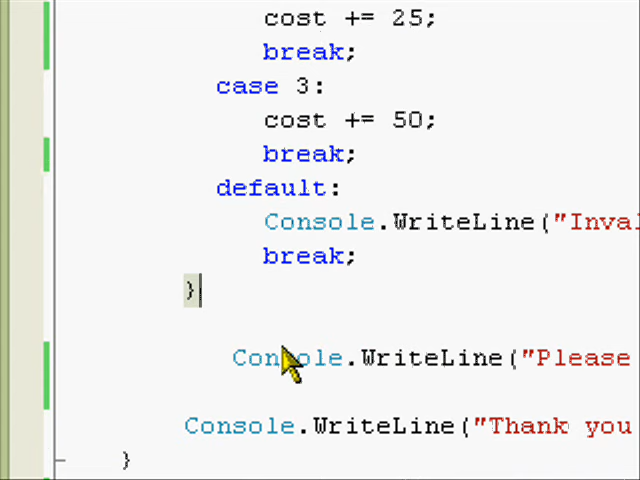 cost += 25;
break;
case 3:
cost += 50;
break;
default:
Console.WriteLine("Inval
break;
}
Console.WriteLine("Please
Console.WriteLine("Thank you
}